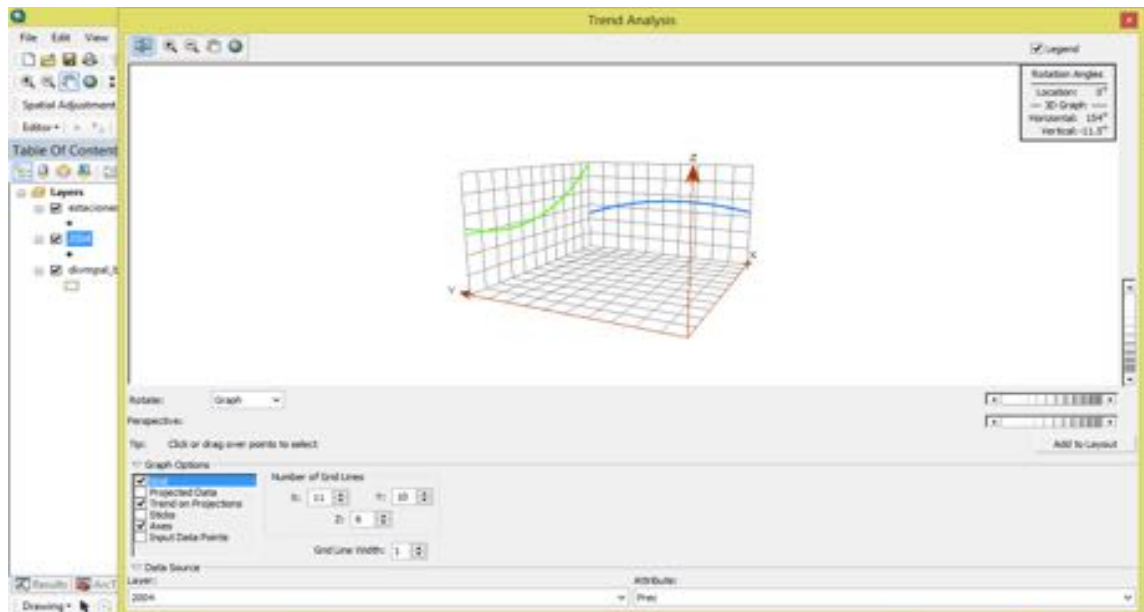 Trend Analysis
File Edit View
Legend
Rotation Angles
Location: 0°
3D Graph
Horizontal: 154°
Vertical: -11.5°
Spatial Adjustment
Editor
Table Of Content
Layers
estaciones
2004
Z
X
Y
Rotate: Graph
Perspective:
Tip: Click or drag over points to select
Add to Layout
Graph Options
Grid
Projected Data
Trend on Projections
Sticks
Axes
Input Data Points
Number of Grid Lines
X: 11 Y: 10
Z: 6
Grid Line Width: 1
Data Source
Results ArcT
Layer: Attribute:
2004 Prec
Drawing